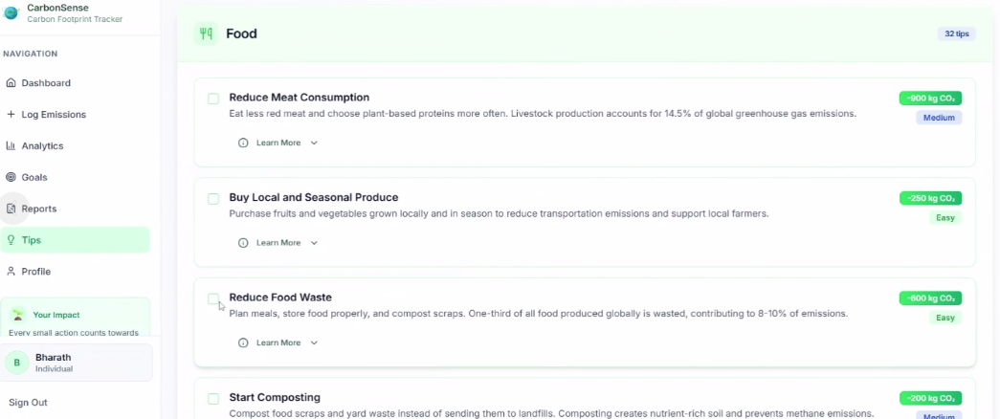 CarbonSense
Carbon Footprint Tracker
NAVIGATION
Dashboard
Log Emissions
Analytics
Goals
Reports
Tips
Profile
Your Impact
Every small action counts towards
B
Bharath
Individual
Sign Out
Food
32 tips
Reduce Meat Consumption
Eat less red meat and choose plant-based proteins more often. Livestock production accounts for 14.5% of global greenhouse gas emissions.
Learn More
~900 kg CO₂
Medium
Buy Local and Seasonal Produce
Purchase fruits and vegetables grown locally and in season to reduce transportation emissions and support local farmers.
Learn More
~250 kg CO₂
Easy
Reduce Food Waste
Plan meals, store food properly, and compost scraps. One-third of all food produced globally is wasted, contributing to 8-10% of emissions.
Learn More
~600 kg CO₂
Easy
Start Composting
Compost food scraps and yard waste instead of sending them to landfills. Composting creates nutrient-rich soil and prevents methane emissions.
~200 kg CO₂
Medium